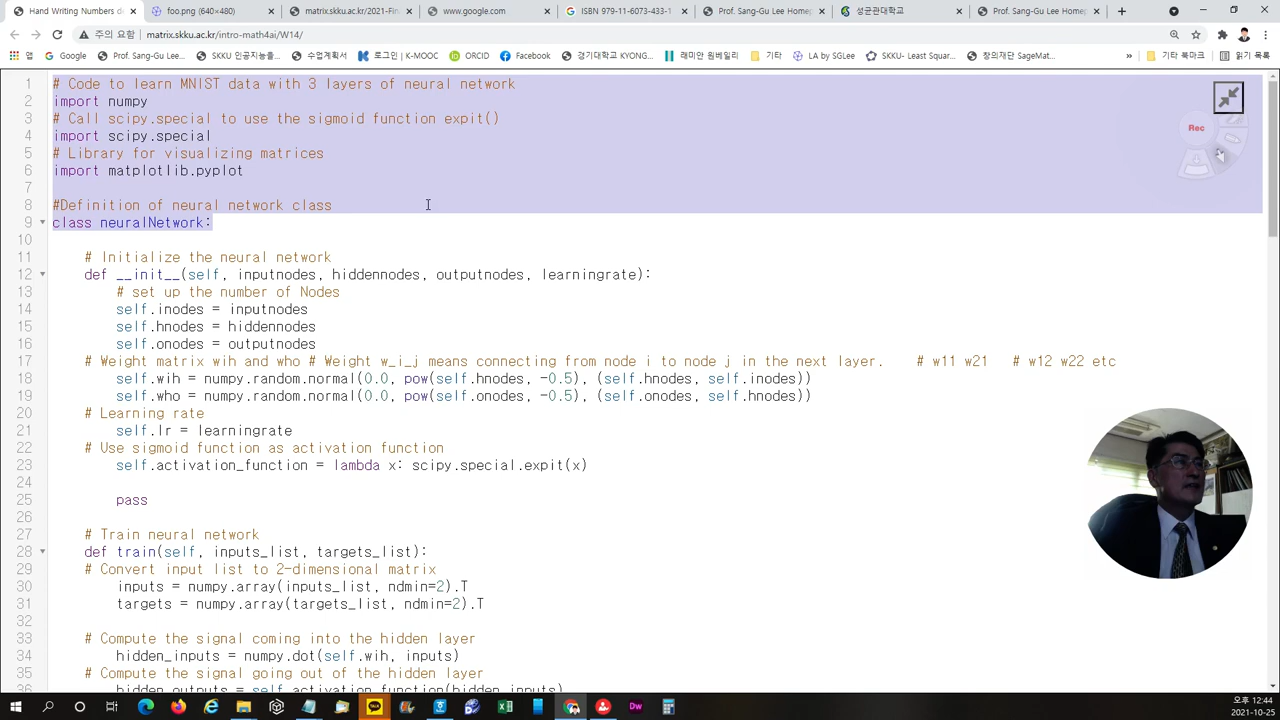 Hand Writing Numbers d
foo.png (640×480)
matrix.skku.ac.kr/2021-Fin
www.google.com
ISBN 979-11-6073-433-1
Prof. Sang-Gu Lee Home
성균관대학교
Prof. Sang-Gu Lee Home
주의 요함
matrix.skku.ac.kr/intro-math4ai/W14/
앱
Google
Prof. Sang-Gu Lee...
SKKU 인공지능을...
수업계획서
로그인 | K-MOOC
ORCID
Facebook
경기대학교 KYONG...
래미안 원베일리
기타
LA by SGLee
SKKU- Least Squar...
창의재단 SageMat...
»
기타 북마크
읽기 목록
1 # Code to learn MNIST data with 3 layers of neural network
2 import numpy
3 # Call scipy.special to use the sigmoid function expit()
4 import scipy.special
5 # Library for visualizing matrices
6 import matplotlib.pyplot
7
8 #Definition of neural network class
9 class neuralNetwork:
10
11 # Initialize the neural network
12 def __init__(self, inputnodes, hiddennodes, outputnodes, learningrate):
13 # set up the number of Nodes
14 self.inodes = inputnodes
15 self.hnodes = hiddennodes
16 self.onodes = outputnodes
17 # Weight matrix wih and who # Weight w_i_j means connecting from node i to node j in the next layer. # w11 w21 # w12 w22 etc
18 self.wih = numpy.random.normal(0.0, pow(self.hnodes, -0.5), (self.hnodes, self.inodes))
19 self.who = numpy.random.normal(0.0, pow(self.onodes, -0.5), (self.onodes, self.hnodes))
20 # Learning rate
21 self.lr = learningrate
22 # Use sigmoid function as activation function
23 self.activation_function = lambda x: scipy.special.expit(x)
24
25 pass
26
27 # Train neural network
28 def train(self, inputs_list, targets_list):
29 # Convert input list to 2-dimensional matrix
30 inputs = numpy.array(inputs_list, ndmin=2).T
31 targets = numpy.array(targets_list, ndmin=2).T
32
33 # Compute the signal coming into the hidden layer
34 hidden_inputs = numpy.dot(self.wih, inputs)
35 # Compute the signal going out of the hidden layer
36 hidden_outputs = self.activation_function(hidden_inputs)
Rec
TALK
Dw
오후 12:44
2021-10-25